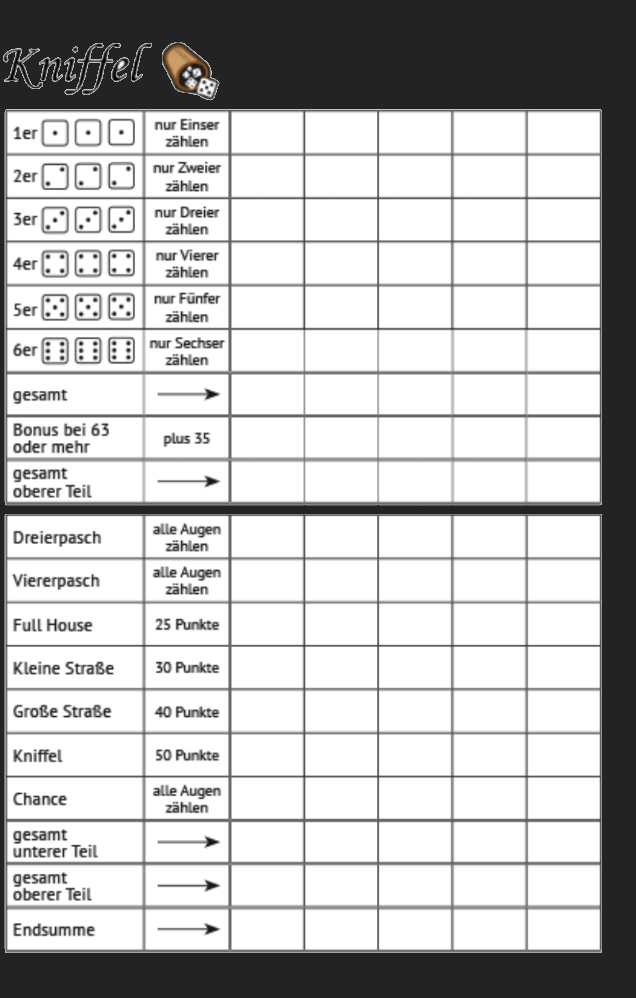 Kniffel
1er nur Einser
zählen
2er nur Zweier
zählen
3er nur Dreier
zählen
4er nur Vierer
zählen
5er nur Fünfer
zählen
6er nur Sechser
zählen
gesamt
Bonus bei 63
oder mehr
plus 35
gesamt
oberer Teil
Dreierpasch
alle Augen
zählen
Viererpasch
alle Augen
zählen
Full House 25 Punkte
Kleine Straße 30 Punkte
Große Straße 40 Punkte
Kniffel 50 Punkte
Chance
alle Augen
zählen
gesamt
unterer Teil
gesamt
oberer Teil
Endsumme